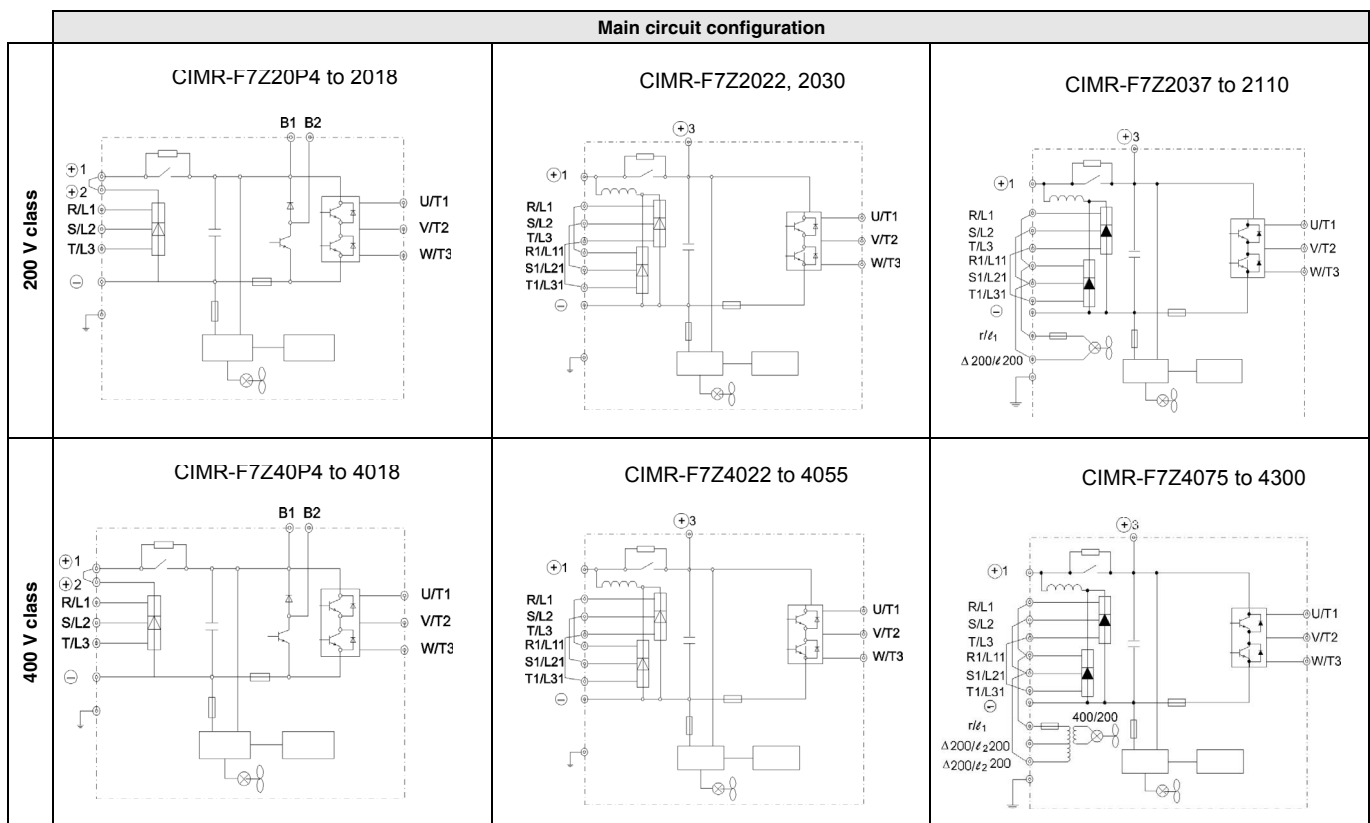 Main circuit configuration
200 V class
CIMR-F7Z20P4 to 2018
B1 B2
⊕1
⊕2
R/L1
S/L2
T/L3
⊖
U/T1
V/T2
W/T3
CIMR-F7Z2022, 2030
⊕3
⊕1
R/L1
S/L2
T/L3
R1/L11
S1/L21
T1/L31
⊖
U/T1
V/T2
W/T3
CIMR-F7Z2037 to 2110
⊕3
⊕1
R/L1
S/L2
T/L3
R1/L11
S1/L21
T1/L31
⊖
r/ℓ1
Δ200/ℓ200
U/T1
V/T2
W/T3
400 V class
CIMR-F7Z40P4 to 4018
B1 B2
⊕1
⊕2
R/L1
S/L2
T/L3
⊖
U/T1
V/T2
W/T3
CIMR-F7Z4022 to 4055
⊕3
⊕1
R/L1
S/L2
T/L3
R1/L11
S1/L21
T1/L31
⊖
U/T1
V/T2
W/T3
CIMR-F7Z4075 to 4300
⊕3
⊕1
R/L1
S/L2
T/L3
R1/L11
S1/L21
T1/L31
⊖
r/ℓ1
Δ200/ℓ2200
Δ200/ℓ2200
400/200
U/T1
V/T2
W/T3